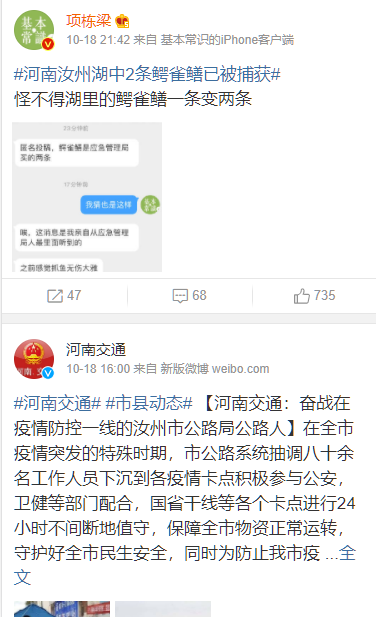 基本
常識
项栋梁
10-18 21:42 来自 基本常识的iPhone客户端
#河南汝州湖中2条鳄雀鳝已被捕获#
怪不得湖里的鳄雀鳝一条变两条
匿名投稿，鳄雀鳝是应急管理局
买的两条
17分钟前
我猜也是这样
哦，这消息是我亲自从应急管理
局人最里面听到的
之前感觉抓鱼无伤大雅
47
68
735
河南交通
10-18 16:00 来自 新版微博 weibo.com
#河南交通# #市县动态# 【河南交通：奋战在
疫情防控一线的汝州市公路局公路人】在全市
疫情突发的特殊时期，市公路系统抽调八十余
名工作人员下沉到各疫情卡点积极参与公安，
卫健等部门配合，国省干线等各个卡点进行24
小时不间断地值守，保障全市物资正常运转，
守护好全市民生安全，同时为防止我市疫 ...全
文